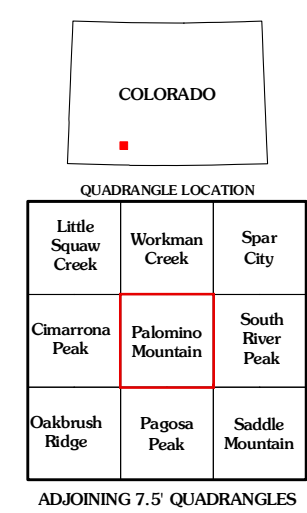 COLORADO
QUADRANGLE LOCATION
Little
Squaw
Creek
Workman
Creek
Spar
City
Cimarrona
Peak
Palomino
Mountain
South
River
Peak
Oakbrush
Ridge
Pagosa
Peak
Saddle
Mountain
ADJOINING 7.5' QUADRANGLES